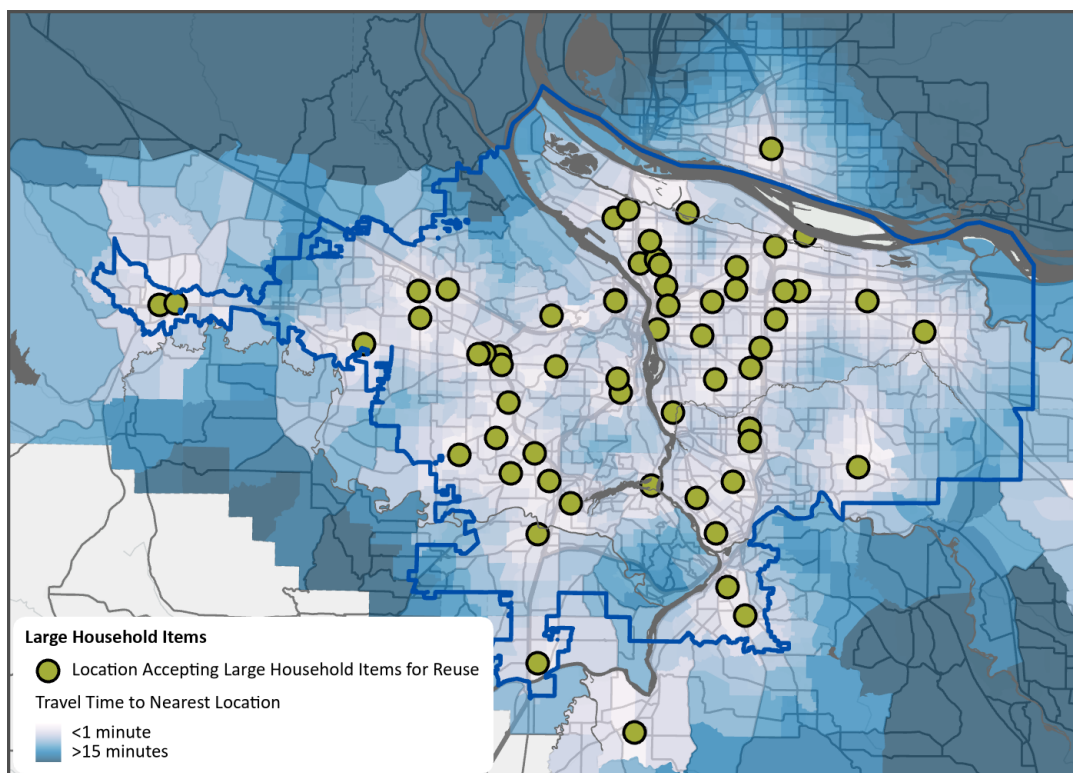 Large Household Items
Location Accepting Large Household Items for Reuse
Travel Time to Nearest Location
<1 minute
>15 minutes